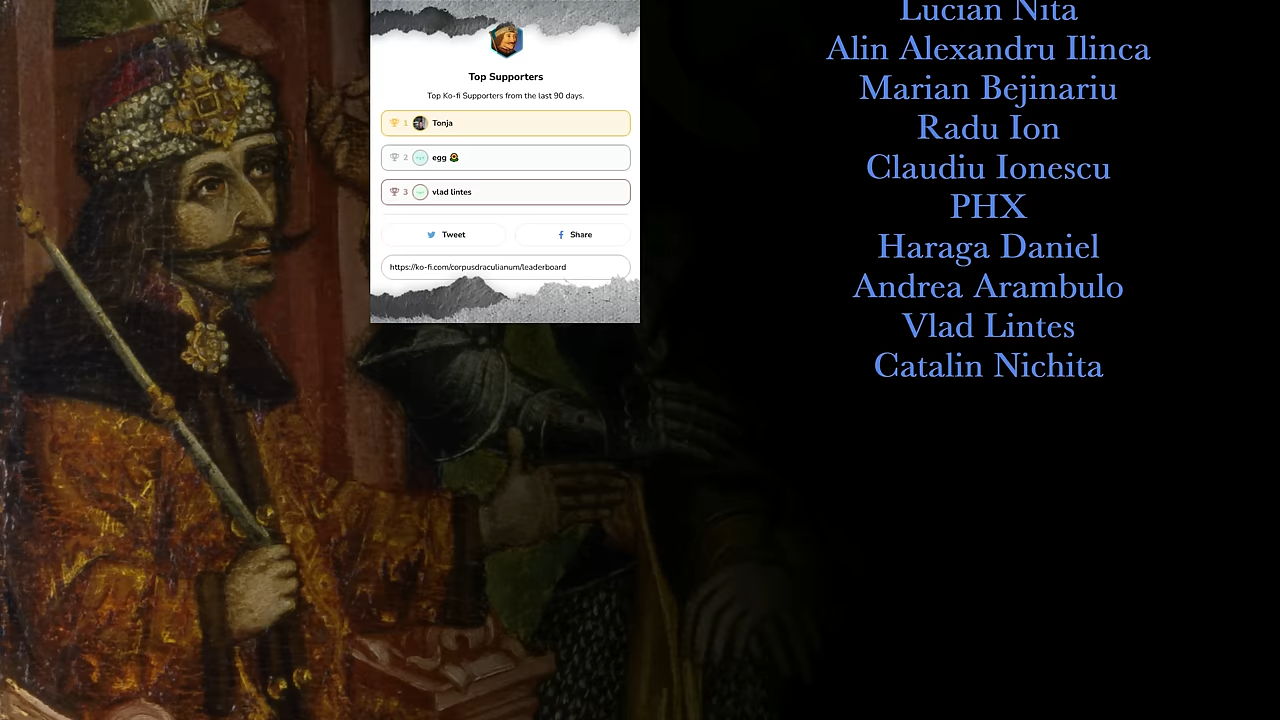 Top Supporters
Top Ko-fi Supporters from the last 90 days.
1 Tonja
2 egg
3 vlad lintes
Tweet
Share
https://ko-fi.com/corpusdraculianum/leaderboard
Lucian Nita
Alin Alexandru Ilinca
Marian Bejinariu
Radu Ion
Claudiu Ionescu
PHX
Haraga Daniel
Andrea Arambulo
Vlad Lintes
Catalin Nichita